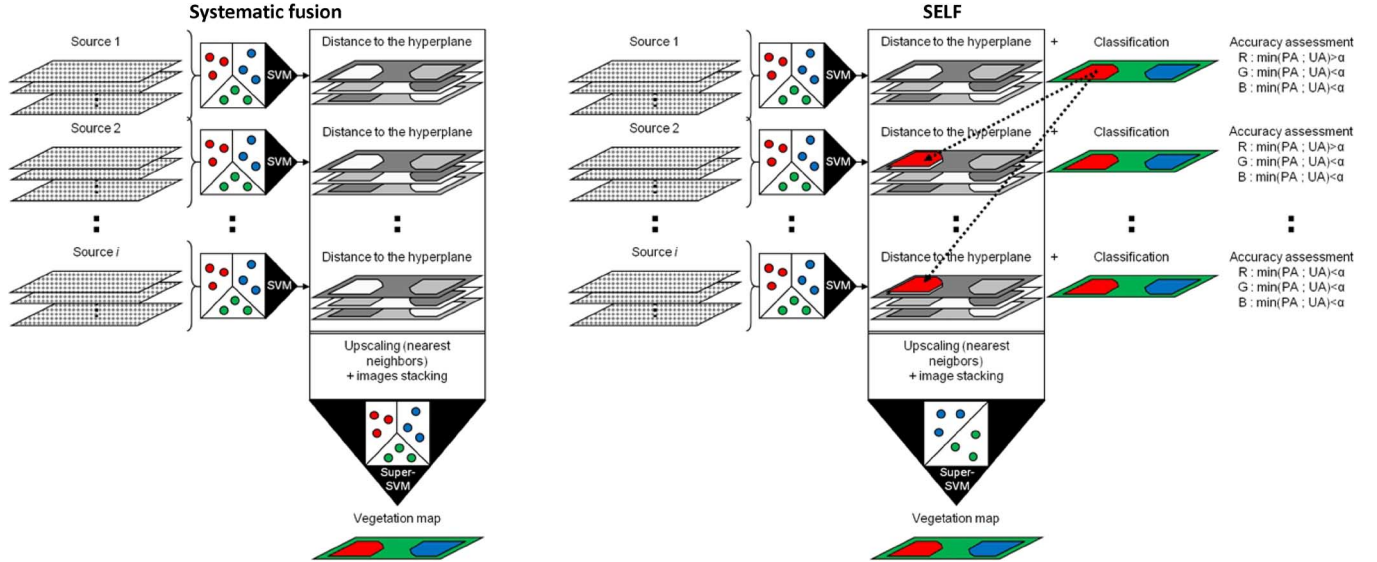 Systematic fusion
Source 1
SVM
Distance to the hyperplane
Source 2
SVM
Distance to the hyperplane
Source i
SVM
Distance to the hyperplane
Upscaling (nearest
neighbors)
+ images stacking
Super-
SVM
Vegetation map
SELF
Source 1
SVM
Distance to the hyperplane
+
Classification
Accuracy assessment
R : min(PA ; UA)>α
G : min(PA ; UA)<α
B : min(PA ; UA)<α
Source 2
SVM
Distance to the hyperplane
+
Classification
Accuracy assessment
R : min(PA ; UA)>α
G : min(PA ; UA)<α
B : min(PA ; UA)<α
Source i
SVM
Distance to the hyperplane
+
Classification
Accuracy assessment
R : min(PA ; UA)<α
G : min(PA ; UA)<α
B : min(PA ; UA)<α
Upscaling (nearest
neigbors)
+ image stacking
Super-
SVM
Vegetation map